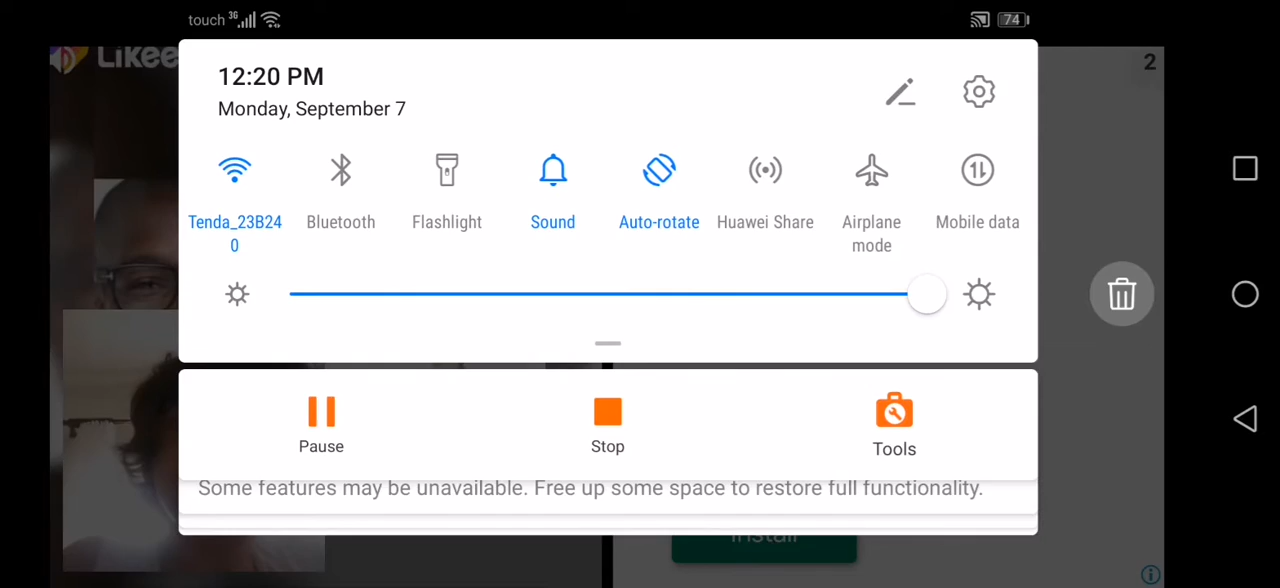 touch 3G 74
Likee
2
12:20 PM
Monday, September 7
Tenda_23B24
0
Bluetooth
Flashlight
Sound
Auto-rotate
Huawei Share
Airplane
mode
Mobile data
Pause
Stop
Tools
Some features may be unavailable. Free up some space to restore full functionality.
Install